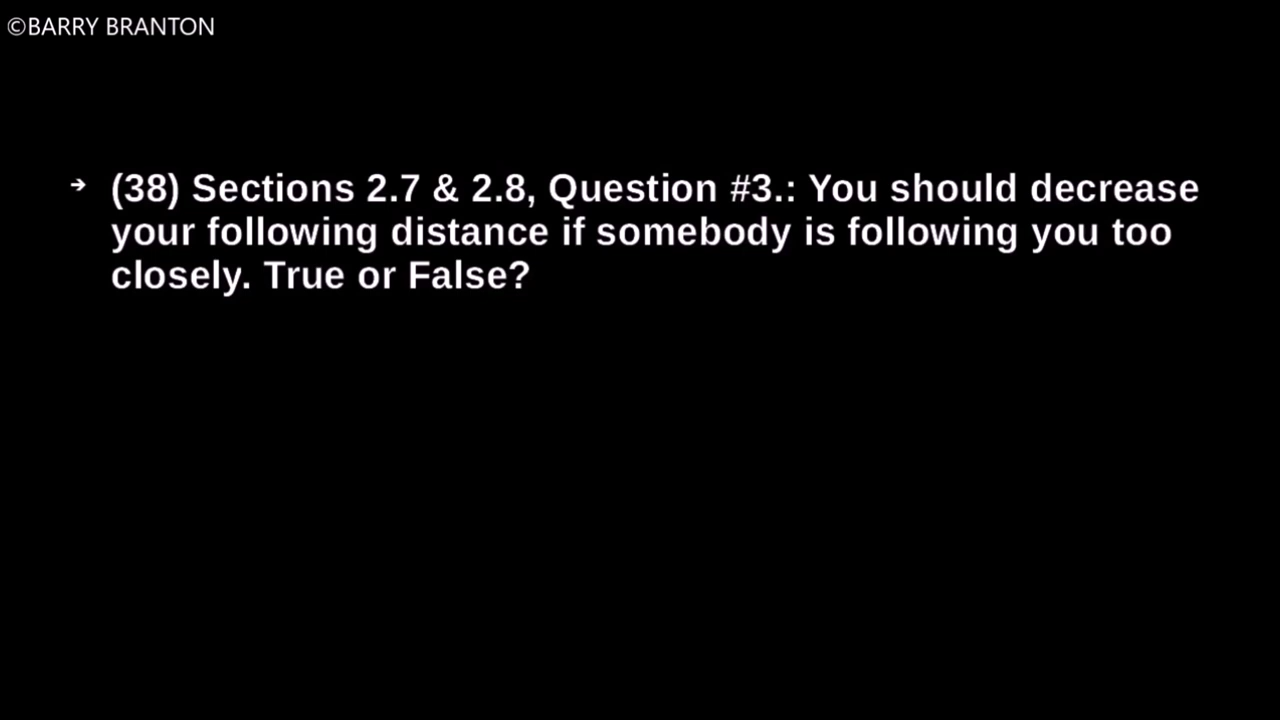 ©BARRY BRANTON
➔ (38) Sections 2.7 & 2.8, Question #3.: You should decrease
your following distance if somebody is following you too
closely. True or False?